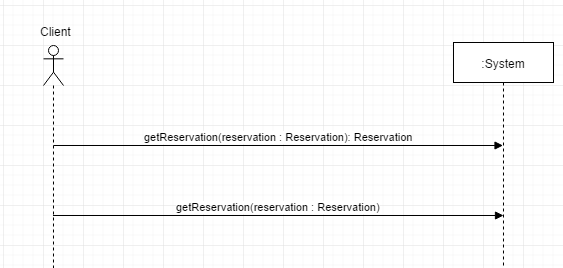 Client
:System
getReservation(reservation : Reservation): Reservation
getReservation(reservation : Reservation)